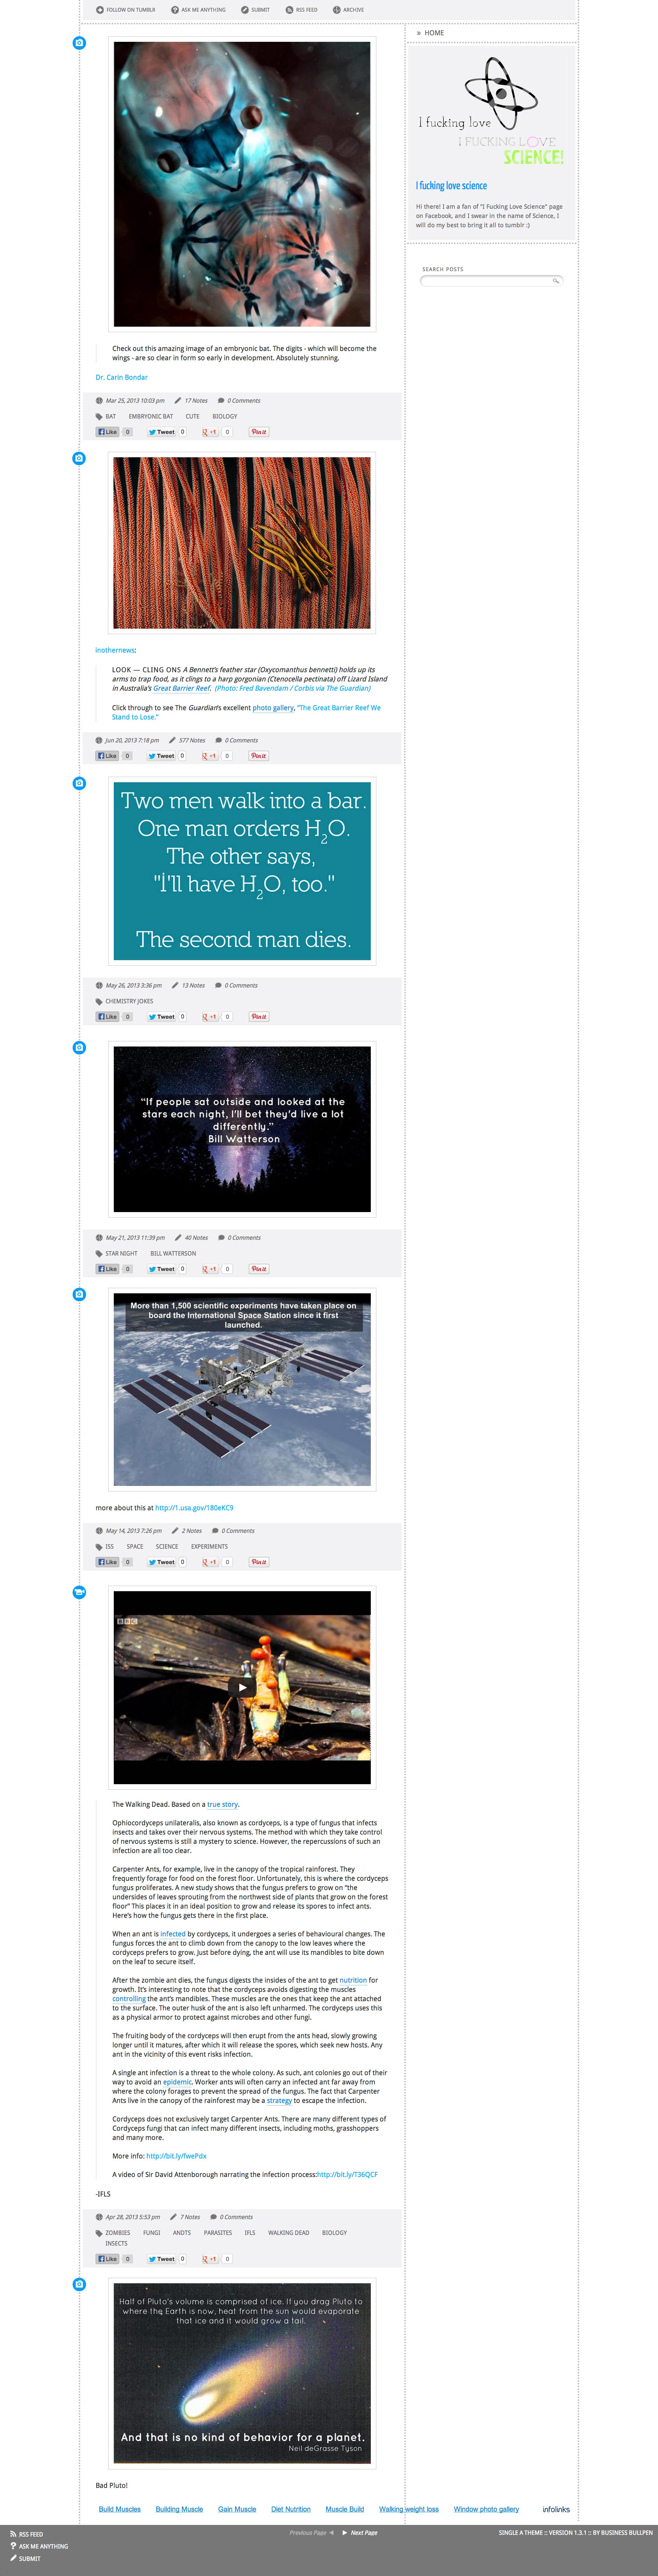 FOLLOW ON TUMBLR ASK ME ANYTHING SUBMIT RSS FEED ARCHIVE
» HOME
I fucking love
I FUCKING LOVE
SCIENCE!
I fucking love science
Hi there! I am a fan of "I Fucking Love Science" page
on Facebook, and I swear in the name of Science, I
will do my best to bring it all to tumblr :)
SEARCH POSTS
Check out this amazing image of an embryonic bat. The digits - which will become the
wings - are so clear in form so early in development. Absolutely stunning.
Dr. Carin Bondar
Mar 25, 2013 10:03 pm 17 Notes 0 Comments
BAT EMBRYONIC BAT CUTE BIOLOGY
Like 0 Tweet 0 +1 0 Pin it
inothernews:
LOOK — CLING ONS A Bennett's feather star (Oxycomanthus bennetti) holds up its
arms to trap food, as it clings to a harp gorgonian (Ctenocella pectinata) off Lizard Island
in Australia's Great Barrier Reef. (Photo: Fred Bavendam / Corbis via The Guardian)
Click through to see The Guardian's excellent photo gallery, "The Great Barrier Reef We
Stand to Lose."
Jun 20, 2013 7:18 pm 577 Notes 0 Comments
Like 0 Tweet 0 +1 0 Pin it
Two men walk into a bar.
One man orders H2O.
The other says,
"I'll have H2O, too."
The second man dies.
May 26, 2013 3:36 pm 13 Notes 0 Comments
CHEMISTRY JOKES
Like 0 Tweet 0 +1 0 Pin it
“If people sat outside and looked at the
stars each night, I'll bet they'd live a lot
differently.”
Bill Watterson
May 21, 2013 11:39 pm 40 Notes 0 Comments
STAR NIGHT BILL WATTERSON
Like 0 Tweet 0 +1 0 Pin it
More than 1,500 scientific experiments have taken place on
board the International Space Station since it first
launched.
more about this at http://1.usa.gov/180eKC9
May 14, 2013 7:26 pm 2 Notes 0 Comments
ISS SPACE SCIENCE EXPERIMENTS
Like 0 Tweet 0 +1 0 Pin it
BBC
The Walking Dead. Based on a true story.
Ophiocordyceps unilateralis, also known as cordyceps, is a type of fungus that infects
insects and takes over their nervous systems. The method with which they take control
of nervous systems is still a mystery to science. However, the repercussions of such an
infection are all too clear.
Carpenter Ants, for example, live in the canopy of the tropical rainforest. They
frequently forage for food on the forest floor. Unfortunately, this is where the cordyceps
fungus proliferates. A new study shows that the fungus prefers to grow on “the
undersides of leaves sprouting from the northwest side of plants that grow on the forest
floor” This places it in an ideal position to grow and release its spores to infect ants.
Here's how the fungus gets there in the first place.
When an ant is infected by cordyceps, it undergoes a series of behavioural changes. The
fungus forces the ant to climb down from the canopy to the low leaves where the
cordyceps prefers to grow. Just before dying, the ant will use its mandibles to bite down
on the leaf to secure itself.
After the zombie ant dies, the fungus digests the insides of the ant to get nutrition for
growth. It's interesting to note that the cordyceps avoids digesting the muscles
controlling the ant's mandibles. These muscles are the ones that keep the ant attached
to the surface. The outer husk of the ant is also left unharmed. The cordyceps uses this
as a physical armor to protect against microbes and other fungi.
The fruiting body of the cordyceps will then erupt from the ants head, slowly growing
longer until it matures, after which it will release the spores, which seek new hosts. Any
ant in the vicinity of this event risks infection.
A single ant infection is a threat to the whole colony. As such, ant colonies go out of their
way to avoid an epidemic. Worker ants will often carry an infected ant far away from
where the colony forages to prevent the spread of the fungus. The fact that Carpenter
Ants live in the canopy of the rainforest may be a strategy to escape the infection.
Cordyceps does not exclusively target Carpenter Ants. There are many different types of
Cordyceps fungi that can infect many different insects, including moths, grasshoppers
and many more.
More info: http://bit.ly/fwePdx
A video of Sir David Attenborough narrating the infection process:http://bit.ly/T36QCF
-IFLS
Apr 28, 2013 5:53 pm 7 Notes 0 Comments
ZOMBIES FUNGI ANDTS PARASITES IFLS WALKING DEAD BIOLOGY
INSECTS
Like 0 Tweet 0 +1 0
Half of Pluto's volume is comprised of ice. If you drag Pluto to
where the Earth is now, heat from the sun would evaporate
that ice and it would grow a tail.
And that is no kind of behavior for a planet.
Neil deGrasse Tyson
Bad Pluto!
Build Muscles Building Muscle Gain Muscle Diet Nutrition Muscle Build Walking weight loss Window photo gallery infolinks
RSS FEED
ASK ME ANYTHING
SUBMIT
Previous Page Next Page
SINGLE A THEME :: VERSION 1.3.1 :: BY BUSINESS BULLPEN